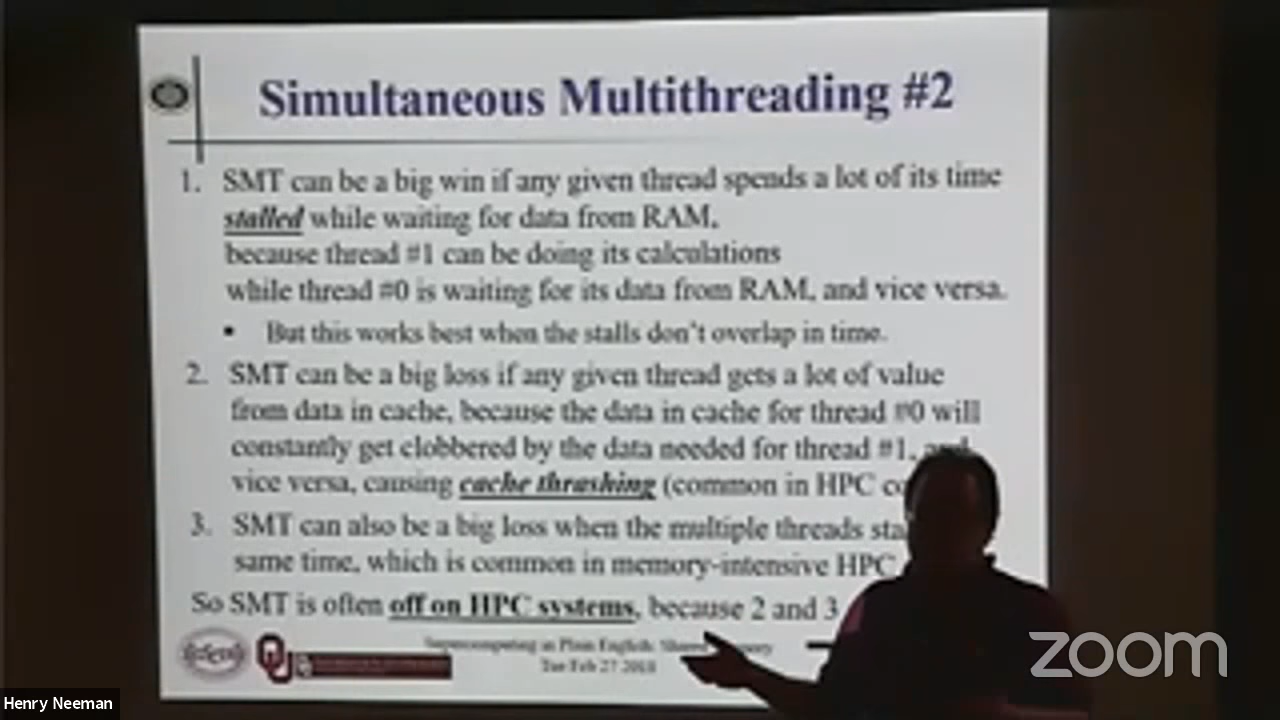 Simultaneous Multithreading #2
1. SMT can be a big win if any given thread spends a lot of its time
stalled while waiting for data from RAM,
because thread #1 can be doing its calculations
while thread #0 is waiting for its data from RAM, and vice versa.
▪ But this works best when the stalls don't overlap in time.
2. SMT can be a big loss if any given thread gets a lot of value
from data in cache, because the data in cache for thread #0 will
constantly get clobbered by the data needed for thread #1, and
vice versa, causing cache thrashing (common in HPC
3. SMT can also be a big loss when the multiple threads
same time, which is common in memory-intensive HPC
So SMT is often off on HPC systems, because 2 and 3
Supercomputing in Plain English: Shared Memory
Tue Feb 27 2018
Henry Neeman
zoom